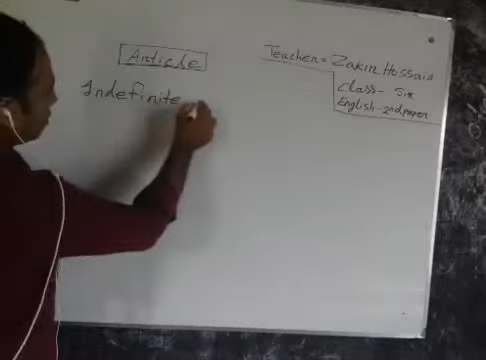 Article
Teacher = Zakir Hossain
Class - Six
English - 2nd paper
Indefinite